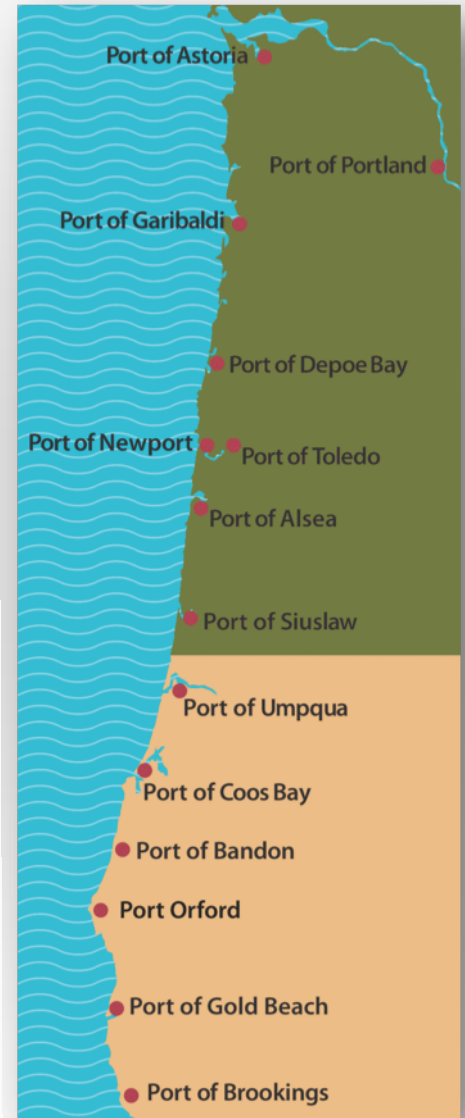 Port of Astoria
Port of Portland
Port of Garibaldi
Port of Depoe Bay
Port of Newport
Port of Toledo
Port of Alsea
Port of Siuslaw
Port of Umpqua
Port of Coos Bay
Port of Bandon
Port Orford
Port of Gold Beach
Port of Brookings